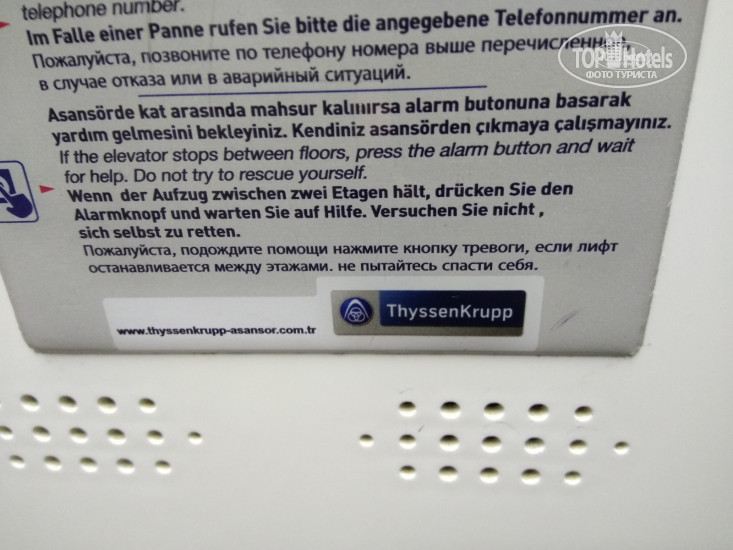 telephone number.
Im Falle einer Panne rufen Sie bitte die angegebene Telefonnummer an.
Пожалуйста, позвоните по телефону номера выше перечисленние
в случае отказа или в аварийный ситуаций.
Asansörde kat arasında mahsur kalıııırsa alarm butonuna basarak
yardım gelmesini bekleyiniz. Kendiniz asansörden çıkmaya çalışmayınız.
If the elevator stops between floors, press the alarm button and wait
for help. Do not try to rescue yourself.
Wenn der Aufzug zwischen zwei Etagen hält, drücken Sie den
Alarmknopf und warten Sie auf Hilfe. Versuchen Sie nicht ,
sich selbst zu retten.
Пожалуйста, подождите помощи нажмите кнопку тревоги, если лифт
останавливается между этажами. не пытайтесь спасти себя.
www.thyssenkrupp-asansor.com.tr
ThyssenKrupp
TOP Hotels
ФОТО ТУРИСТА